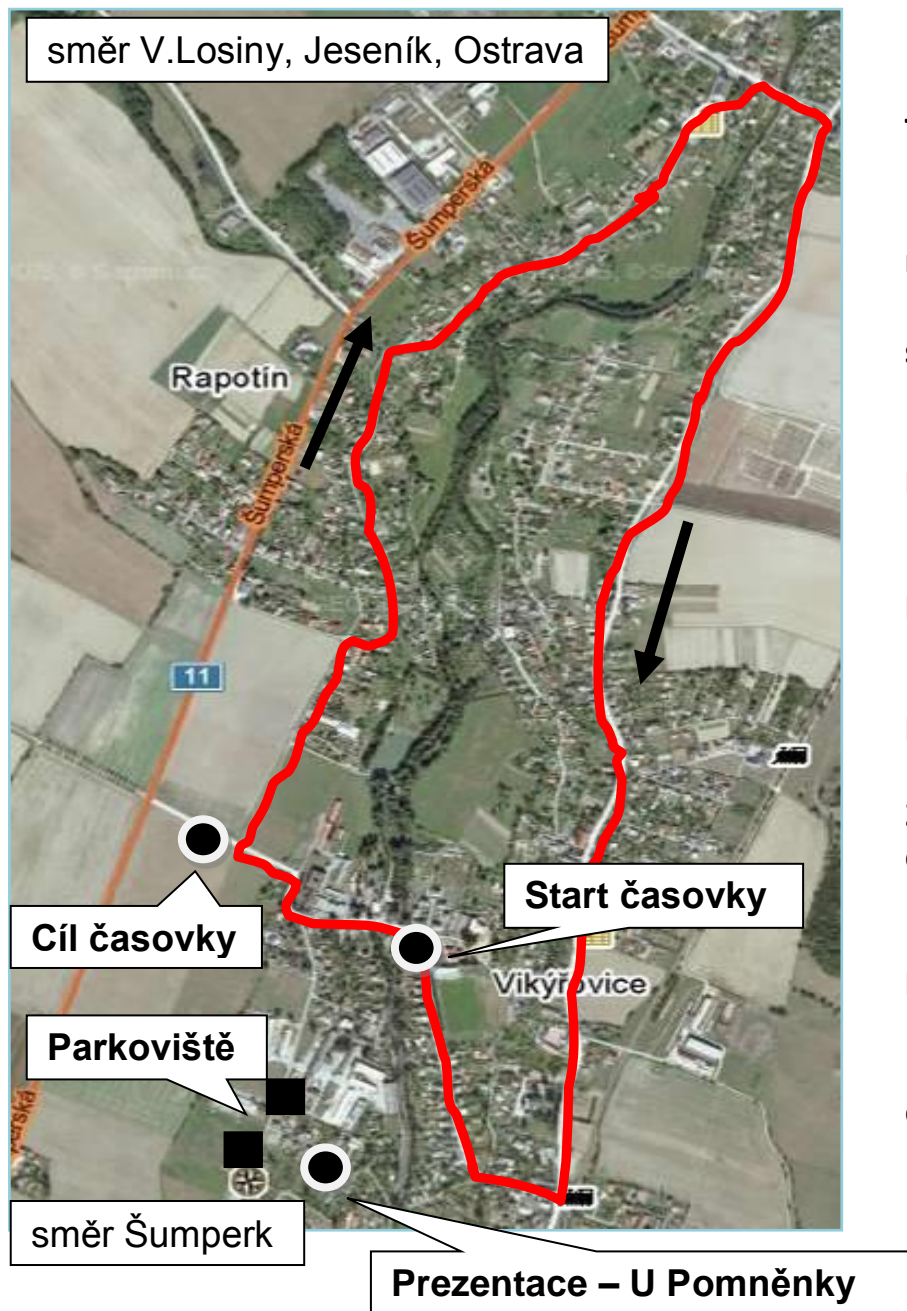 směr V.Losiny, Jeseník, Ostrava
Šumperská
Rapotín
Šumperská
11
Start časovky
Cíl časovky
Vikýřovice
Parkoviště
směr Šumperk
Prezentace – U Pomněnky